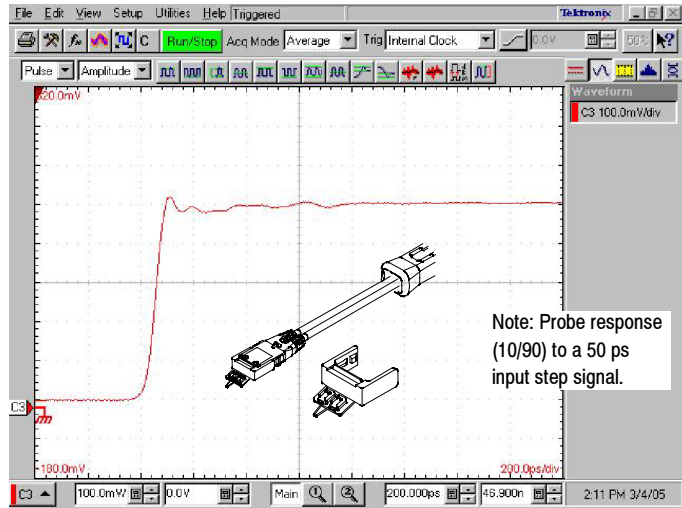 File Edit View Setup Utilities Help Triggered Tektronix
C Run/Stop Acq Mode Average Trig Internal Clock 0.0V 50%
Pulse Amplitude
20.0mV
Waveform
C3 100.0mV/div
Note: Probe response
(10/90) to a 50 ps
input step signal.
C3
-180.0mV 200.0ps/div
C3 100.0mV/ 0.0V Main 200.000ps 46.900n 2:11 PM 3/4/05